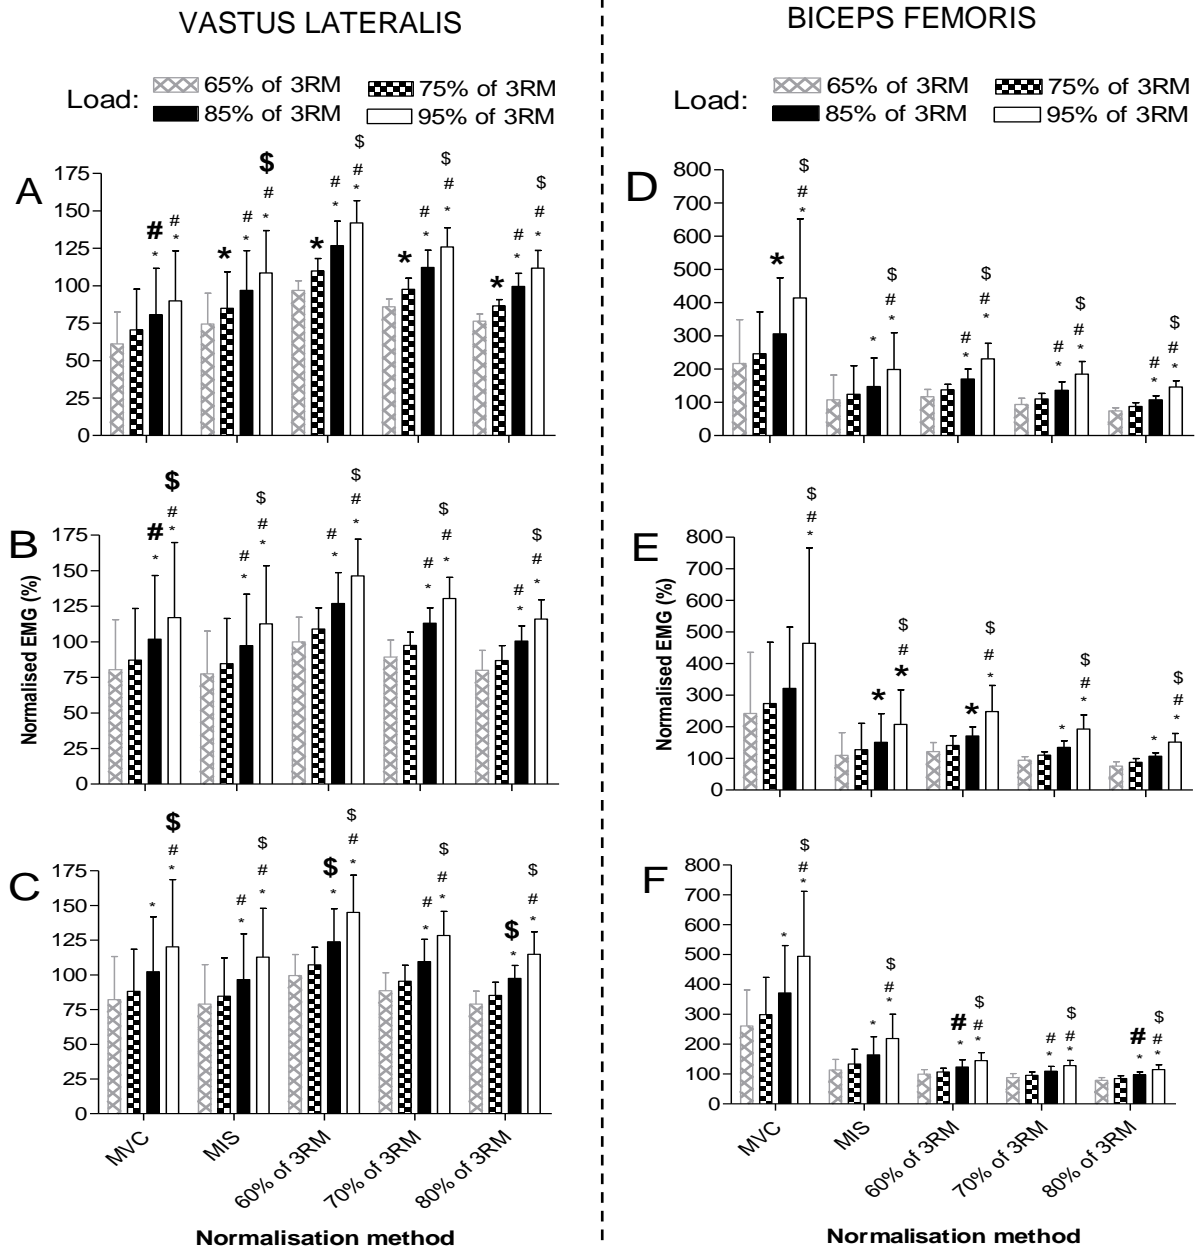 VASTUS LATERALIS
Load: 65% of 3RM 75% of 3RM
85% of 3RM 95% of 3RM
A
175
150
125
100
75
50
25
0
# * # * * # * $ # * * # * $ # * * # * $ # * * # * $ # *
B
Normalised EMG (%)
175
150
125
100
75
50
25
0
# * $ # * # * $ # * # * $ # * # * $ # * # * $ # *
C
175
150
125
100
75
50
25
0
* $ # * # * $ # * $ * $ # * # * $ # * $ * $ # *
MVC
MIS
60% of 3RM
70% of 3RM
80% of 3RM
Normalisation method
BICEPS FEMORIS
Load: 65% of 3RM 75% of 3RM
85% of 3RM 95% of 3RM
D
800
700
600
500
400
300
200
100
0
* $ # * * $ # * # * $ # * # * $ # * # * $ # *
E
Normalised EMG (%)
800
700
600
500
400
300
200
100
0
$ # * * $ # * * $ # * * $ # * * $ # *
F
800
700
600
500
400
300
200
100
0
* $ # * * $ # * # * $ # * # * $ # * # * $ # *
MVC
MIS
60% of 3RM
70% of 3RM
80% of 3RM
Normalisation method